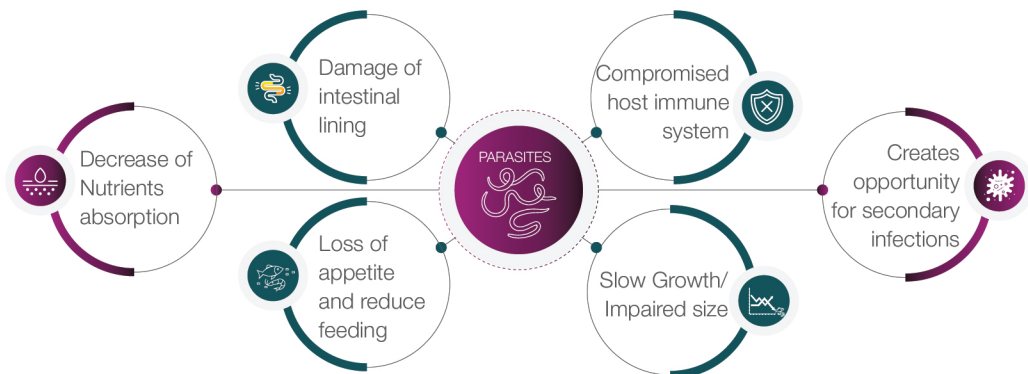 Decrease of
Nutrients
absorption
Damage of
intestinal
lining
Loss of
appetite
and reduce
feeding
PARASITES
Compromised
host immune
system
Slow Growth/
Impaired size
Creates
opportunity
for secondary
infections